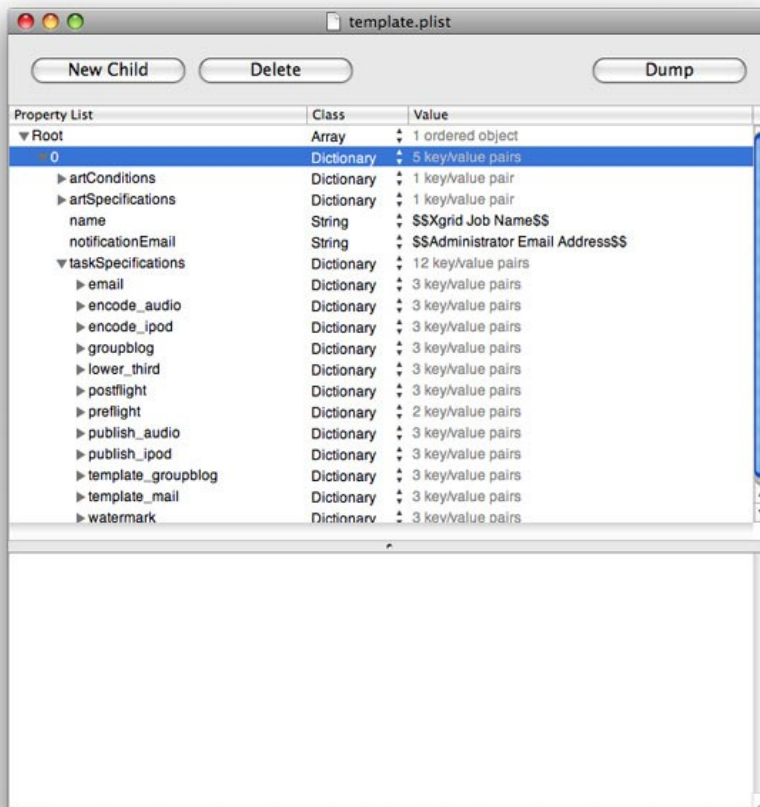 template.plist
New Child Delete Dump
Property List Class Value
Root Array 1 ordered object
0 Dictionary 5 key/value pairs
artConditions Dictionary 1 key/value pair
artSpecifications Dictionary 1 key/value pair
name String $$Xgrid Job Name$$
notificationEmail String $$Administrator Email Address$$
taskSpecifications Dictionary 12 key/value pairs
email Dictionary 3 key/value pairs
encode_audio Dictionary 3 key/value pairs
encode_ipod Dictionary 3 key/value pairs
groupblog Dictionary 3 key/value pairs
lower_third Dictionary 3 key/value pairs
postflight Dictionary 3 key/value pairs
preflight Dictionary 2 key/value pairs
publish_audio Dictionary 3 key/value pairs
publish_ipod Dictionary 3 key/value pairs
template_groupblog Dictionary 3 key/value pairs
template_mail Dictionary 3 key/value pairs
watermark Dictionary 3 key/value pairs